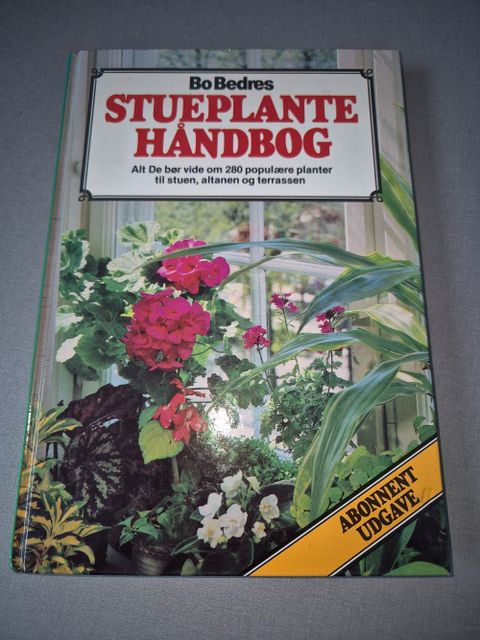 Bo Bedres
STUEPLANTE
HÅNDBOG
Alt De bør vide om 280 populære planter
til stuen, altanen og terrassen
ABONNENT
UDGAVE